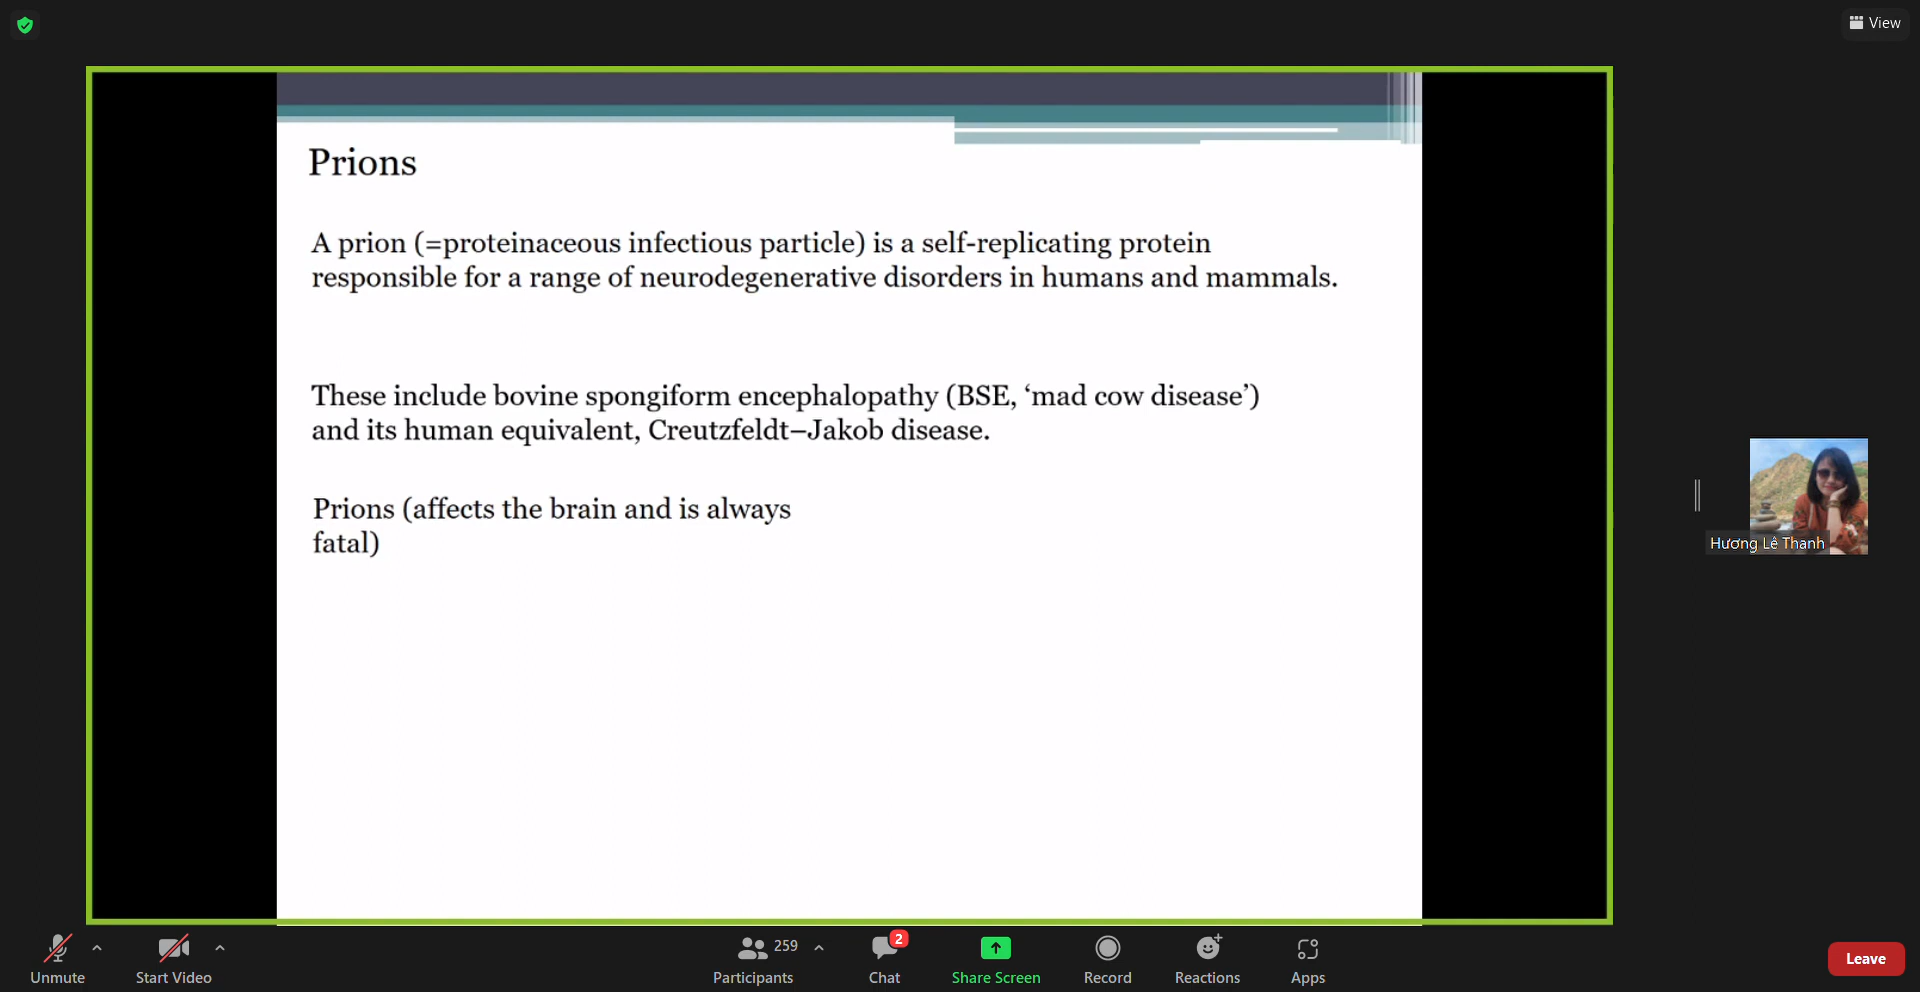 View
Prions
A prion (=proteinaceous infectious particle) is a self-replicating protein
responsible for a range of neurodegenerative disorders in humans and mammals.
These include bovine spongiform encephalopathy (BSE, ‘mad cow disease’)
and its human equivalent, Creutzfeldt–Jakob disease.
Prions (affects the brain and is always
fatal)
Hương Lê Thanh
259
2
Unmute
Start Video
Participants
Chat
Share Screen
Record
Reactions
Apps
Leave